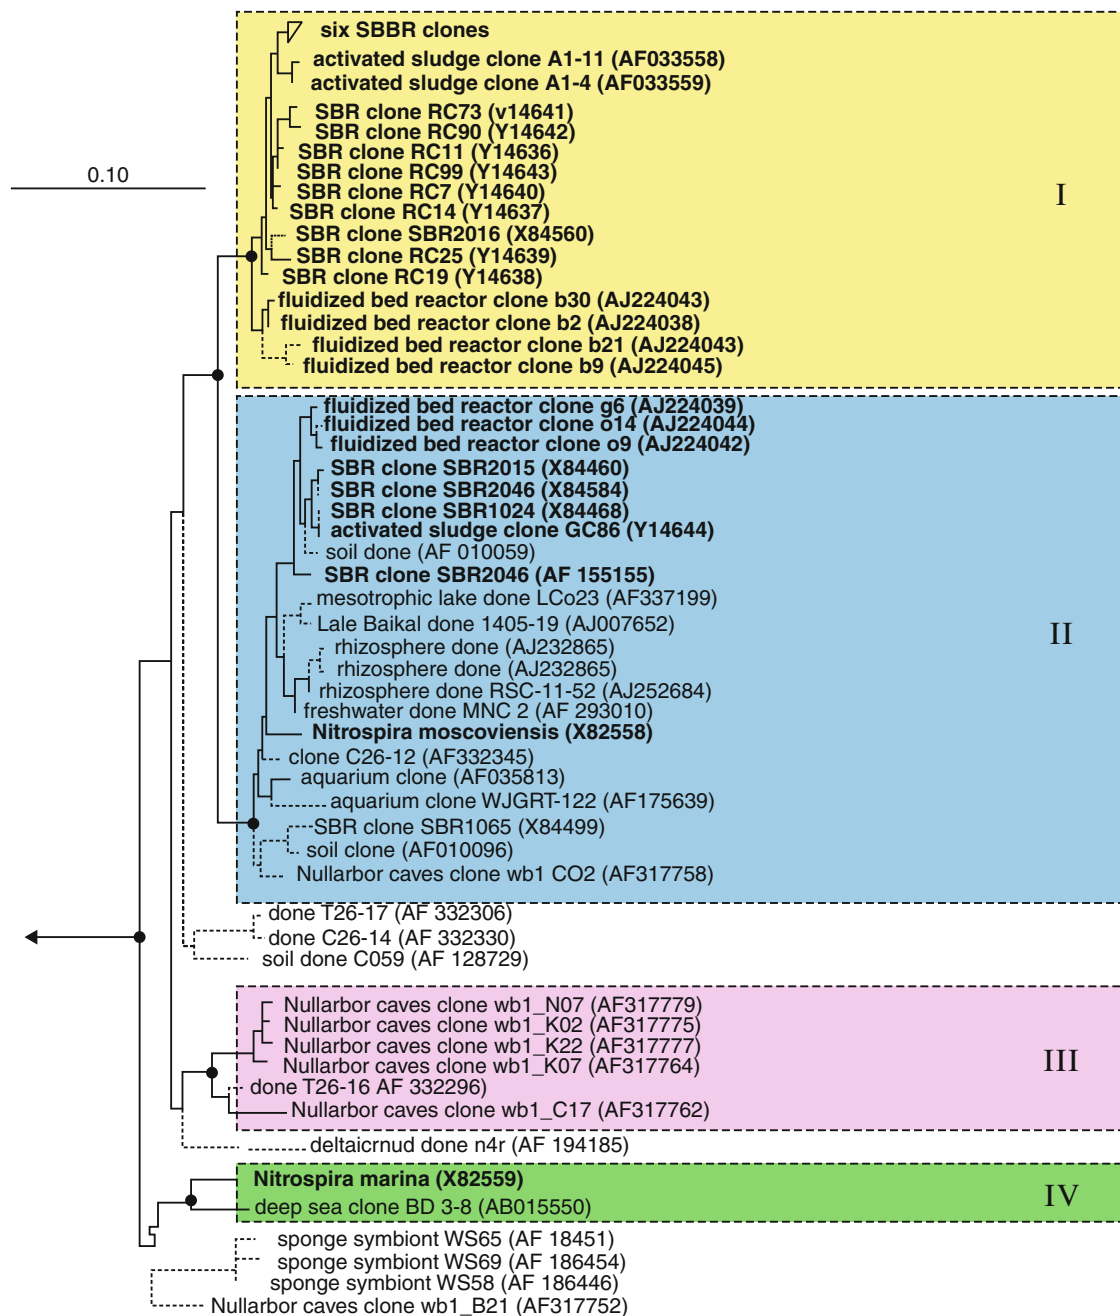 six SBBR clones
activated sludge clone A1-11 (AF033558)
activated sludge clone A1-4 (AF033559)
SBR clone RC73 (v14641)
SBR clone RC90 (Y14642)
SBR clone RC11 (Y14636)
0.10
SBR clone RC99 (Y14643)
SBR clone RC7 (Y14640)
I
SBR clone RC14 (Y14637)
SBR clone SBR2016 (X84560)
SBR clone RC25 (Y14639)
SBR clone RC19 (Y14638)
fluidized bed reactor clone b30 (AJ224043)
fluidized bed reactor clone b2 (AJ224038)
fluidized bed reactor clone b21 (AJ224043)
fluidized bed reactor clone b9 (AJ224045)
fluidized bed reactor clone g6 (AJ224039)
fluidized bed reactor clone o14 (AJ224044)
fluidized bed reactor clone o9 (AJ224042)
SBR clone SBR2015 (X84460)
SBR clone SBR2046 (X84584)
SBR clone SBR1024 (X84468)
activated sludge clone GC86 (Y14644)
soil done (AF 010059)
SBR clone SBR2046 (AF 155155)
mesotrophic lake done LCo23 (AF337199)
Lale Baikal done 1405-19 (AJ007652)
II
rhizosphere done (AJ232865)
rhizosphere done (AJ232865)
rhizosphere done RSC-11-52 (AJ252684)
freshwater done MNC 2 (AF 293010)
Nitrospira moscoviensis (X82558)
clone C26-12 (AF332345)
aquarium clone (AF035813)
aquarium clone WJGRT-122 (AF175639)
SBR clone SBR1065 (X84499)
soil clone (AF010096)
Nullarbor caves clone wb1 CO2 (AF317758)
done T26-17 (AF 332306)
done C26-14 (AF 332330)
soil done C059 (AF 128729)
Nullarbor caves clone wb1_N07 (AF317779)
Nullarbor caves clone wb1_K02 (AF317775)
Nullarbor caves clone wb1_K22 (AF317777)
III
Nullarbor caves clone wb1_K07 (AF317764)
done T26-16 AF 332296)
Nullarbor caves clone wb1_C17 (AF317762)
deltaicrnud done n4r (AF 194185)
Nitrospira marina (X82559)
IV
deep sea clone BD 3-8 (AB015550)
sponge symbiont WS65 (AF 18451)
sponge symbiont WS69 (AF 186454)
sponge symbiont WS58 (AF 186446)
Nullarbor caves clone wb1_B21 (AF317752)